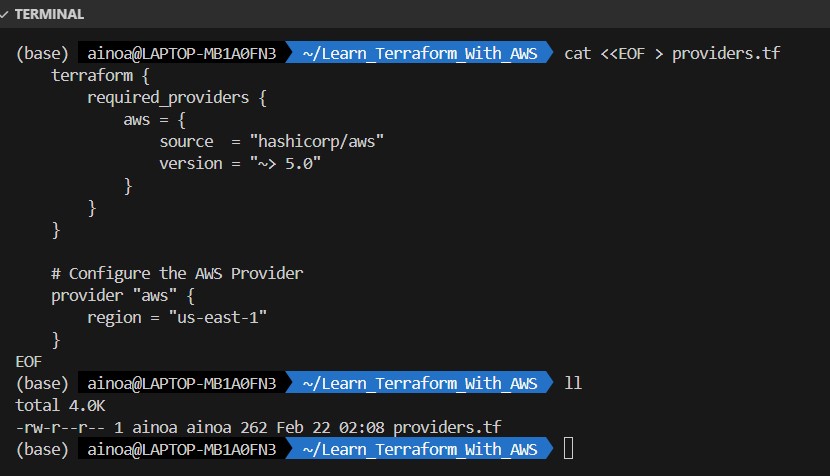 TERMINAL
(base) ainoa@LAPTOP-MB1A0FN3 ~/Learn_Terraform_With_AWS cat <<EOF > providers.tf
    terraform {
        required_providers {
            aws = {
                source  = "hashicorp/aws"
                version = "~> 5.0"
            }
        }
    }

    # Configure the AWS Provider
    provider "aws" {
        region = "us-east-1"
    }
EOF
(base) ainoa@LAPTOP-MB1A0FN3 ~/Learn_Terraform_With_AWS ll
total 4.0K
-rw-r--r-- 1 ainoa ainoa 262 Feb 22 02:08 providers.tf
(base) ainoa@LAPTOP-MB1A0FN3 ~/Learn_Terraform_With_AWS